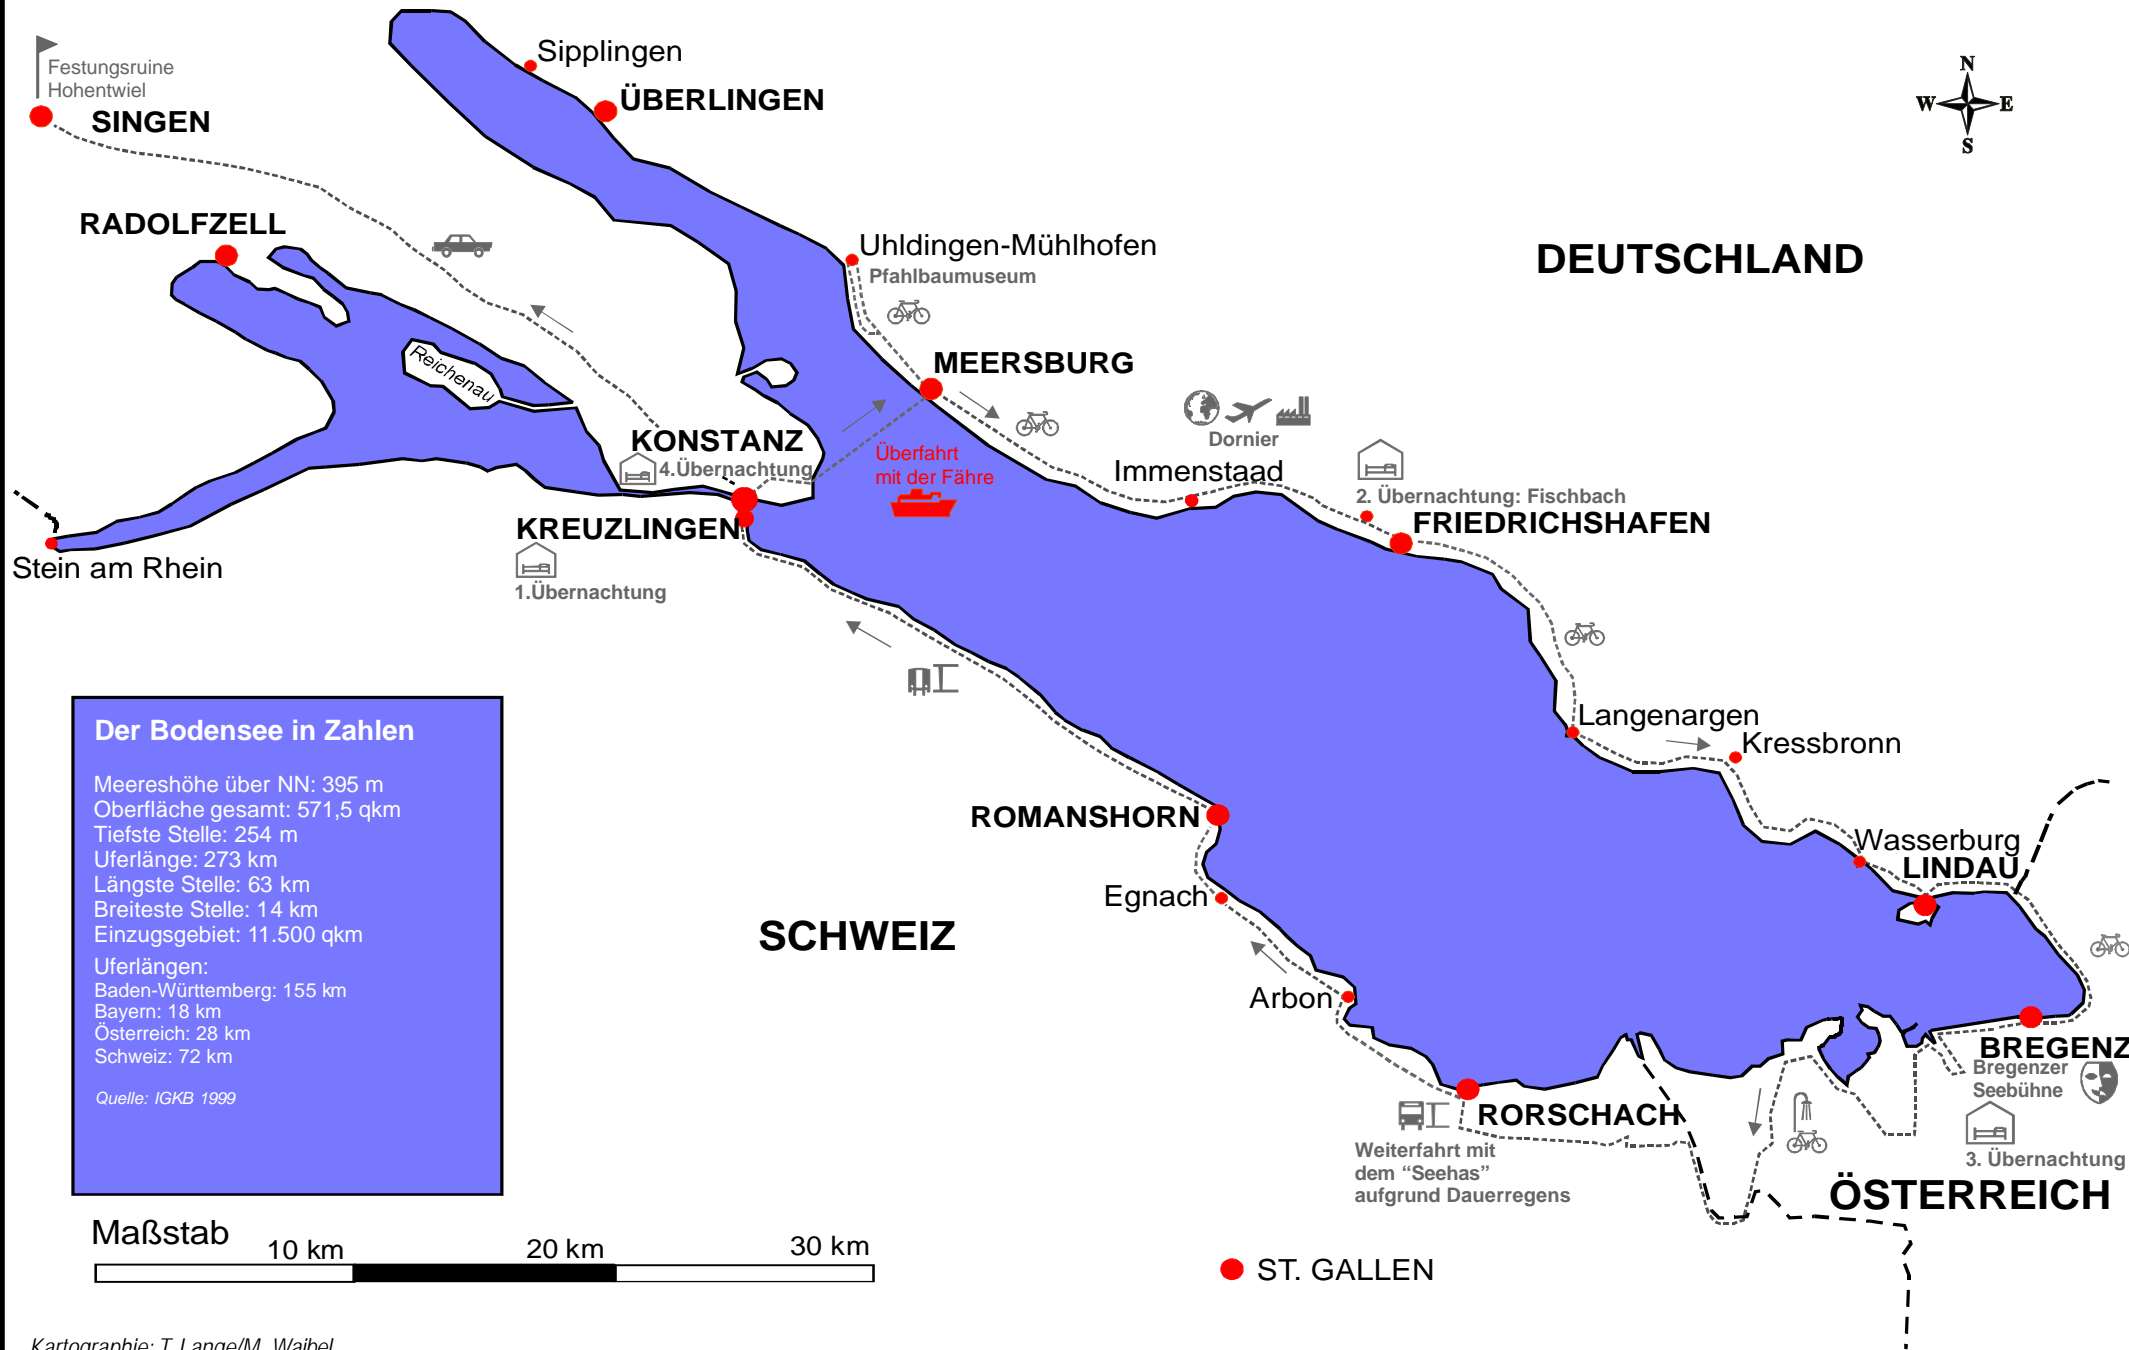 Festungsruine
Hohentwiel
SINGEN
Sipplingen
ÜBERLINGEN
N
W
E
S
RADOLFZELL
Uhldingen-Mühlhofen
Pfahlbaumuseum
DEUTSCHLAND
Reichenau
MEERSBURG
KONSTANZ
4.Übernachtung
Überfahrt
mit der Fähre
Dornier
Immenstaad
2. Übernachtung: Fischbach
FRIEDRICHSHAFEN
KREUZLINGEN
1.Übernachtung
Stein am Rhein
Langenargen
Kressbronn
Der Bodensee in Zahlen
Meereshöhe über NN: 395 m
Oberfläche gesamt: 571,5 qkm
Tiefste Stelle: 254 m
Uferlänge: 273 km
Längste Stelle: 63 km
Breiteste Stelle: 14 km
Einzugsgebiet: 11.500 qkm
Uferlängen:
Baden-Württemberg: 155 km
Bayern: 18 km
Österreich: 28 km
Schweiz: 72 km
Quelle: IGKB 1999
ROMANSHORN
Wasserburg
LINDAU
Egnach
SCHWEIZ
Arbon
BREGENZ
Bregenzer
Seebühne
RORSCHACH
Weiterfahrt mit
dem “Seehas”
aufgrund Dauerregens
3. Übernachtung
ÖSTERREICH
Maßstab
10 km
20 km
30 km
ST. GALLEN
Kartographie: T. Lange/M. Waibel